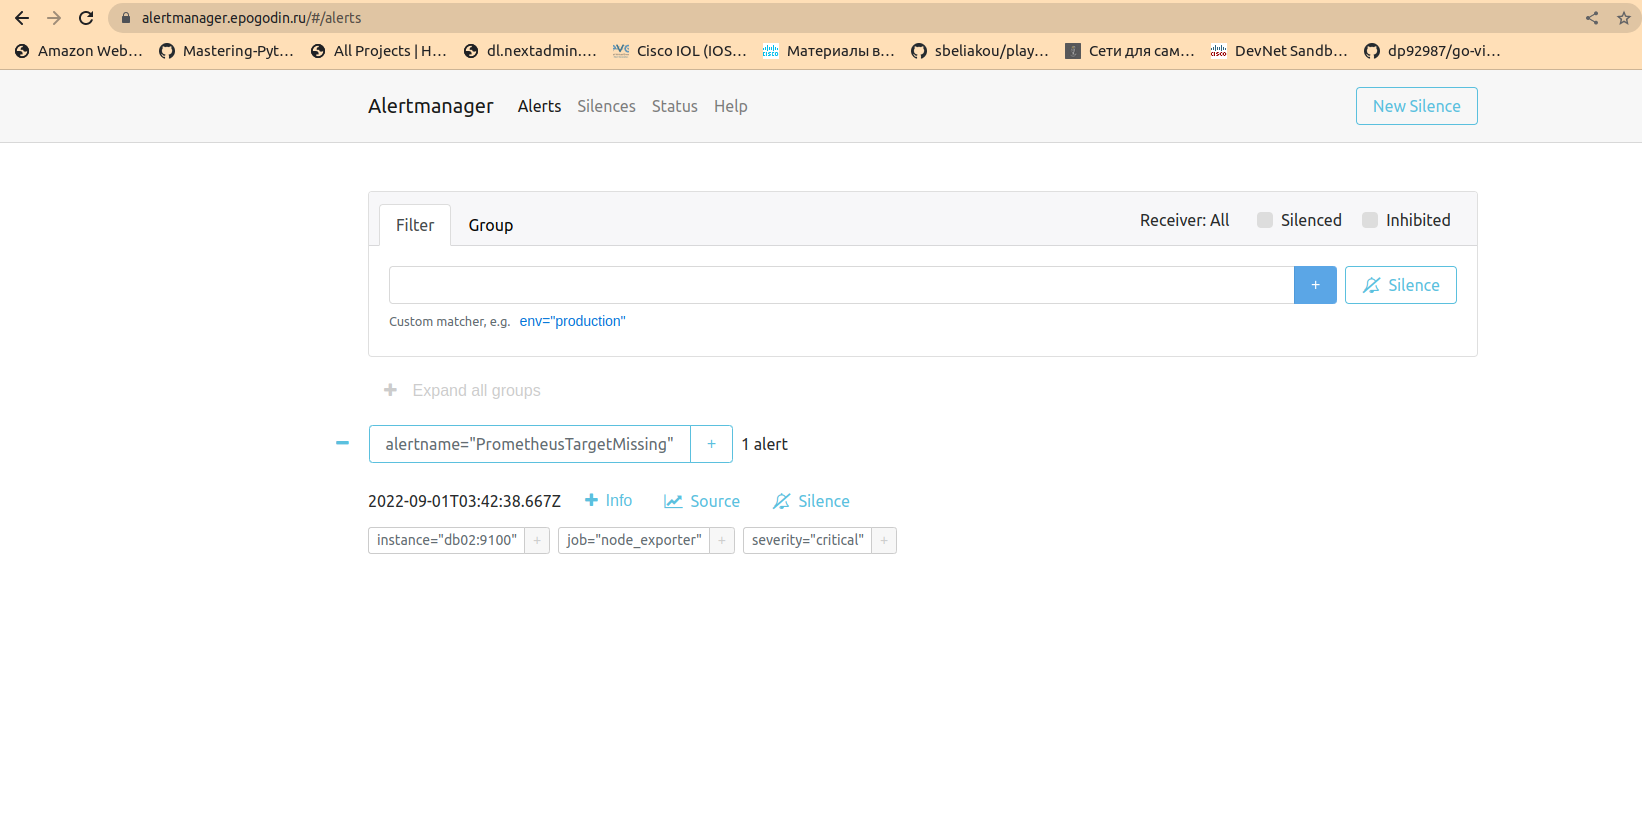 alertmanager.epogodin.ru/#/alerts
Amazon Web... Mastering-Pyt... All Projects | H... dl.nextadmin.... Cisco IOL (IOS... Материалы в... sbeliakou/play... Сети для сам... DevNet Sandb... dp92987/go-vi...
Alertmanager Alerts Silences Status Help New Silence
Filter Group Receiver: All Silenced Inhibited
+ Silence
Custom matcher, e.g. env="production"
+ Expand all groups
alertname="PrometheusTargetMissing" + 1 alert
2022-09-01T03:42:38.667Z + Info Source Silence
instance="db02:9100" + job="node_exporter" + severity="critical" +